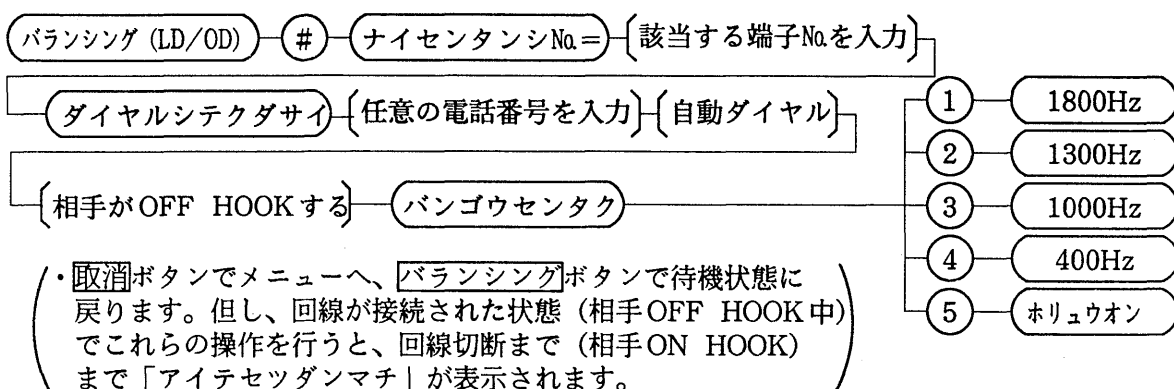 バランシング (LD/OD) # ナイセンタンシ№= 該当する端子№を入力
ダイヤルシテクダサイ 任意の電話番号を入力 自動ダイヤル
相手がOFF HOOKする バンゴウセンタク
1 1800Hz
2 1300Hz
3 1000Hz
4 400Hz
5 ホリュウオン
・取消ボタンでメニューへ、バランシングボタンで待機状態に
戻ります。但し、回線が接続された状態（相手OFF HOOK中）
でこれらの操作を行うと、回線切断まで（相手ON HOOK）
まで「アイテセツダンマチ」が表示されます。